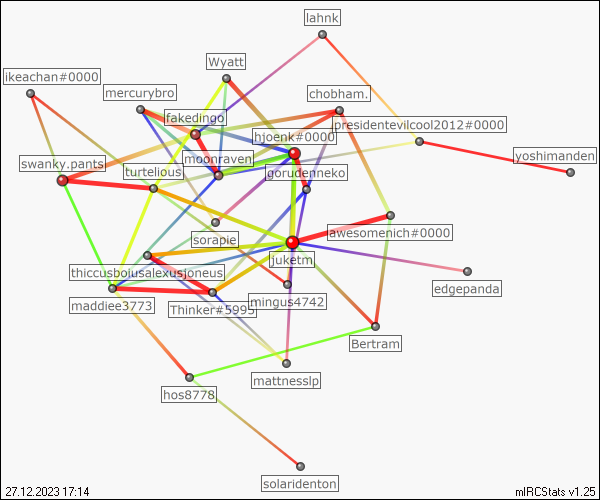 lahnk
Wyatt
ikeachan#0000
mercurybro
chobham.
fakedingo
presidentevilcool2012#0000
hjoenk#0000
yoshimanden
swanky.pants
moonraven
turtelious
gorudenneko
sorapie
awesomenich#0000
juketm
thiccusbojusalexusjoneus
edgepanda
maddiee3773
Thinker#5995
mingus4742
Bertram
mattnesslp
hos8778
solaridenton
27.12.2023 17:14
mIRCStats v1.25